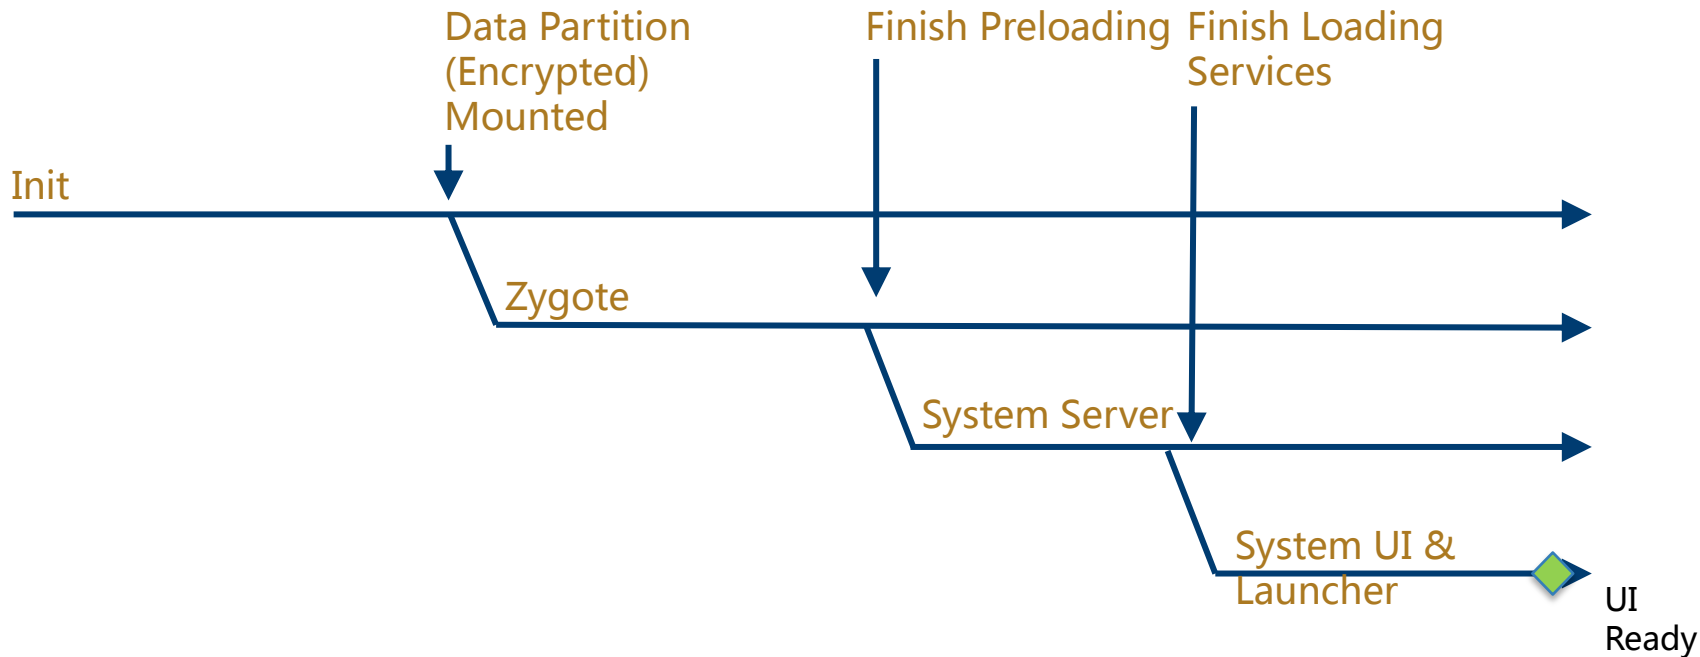 Data Partition
(Encrypted)
Mounted
Finish Preloading
Finish Loading
Services
Init
Zygote
System Server
System UI &
Launcher
UI
Ready